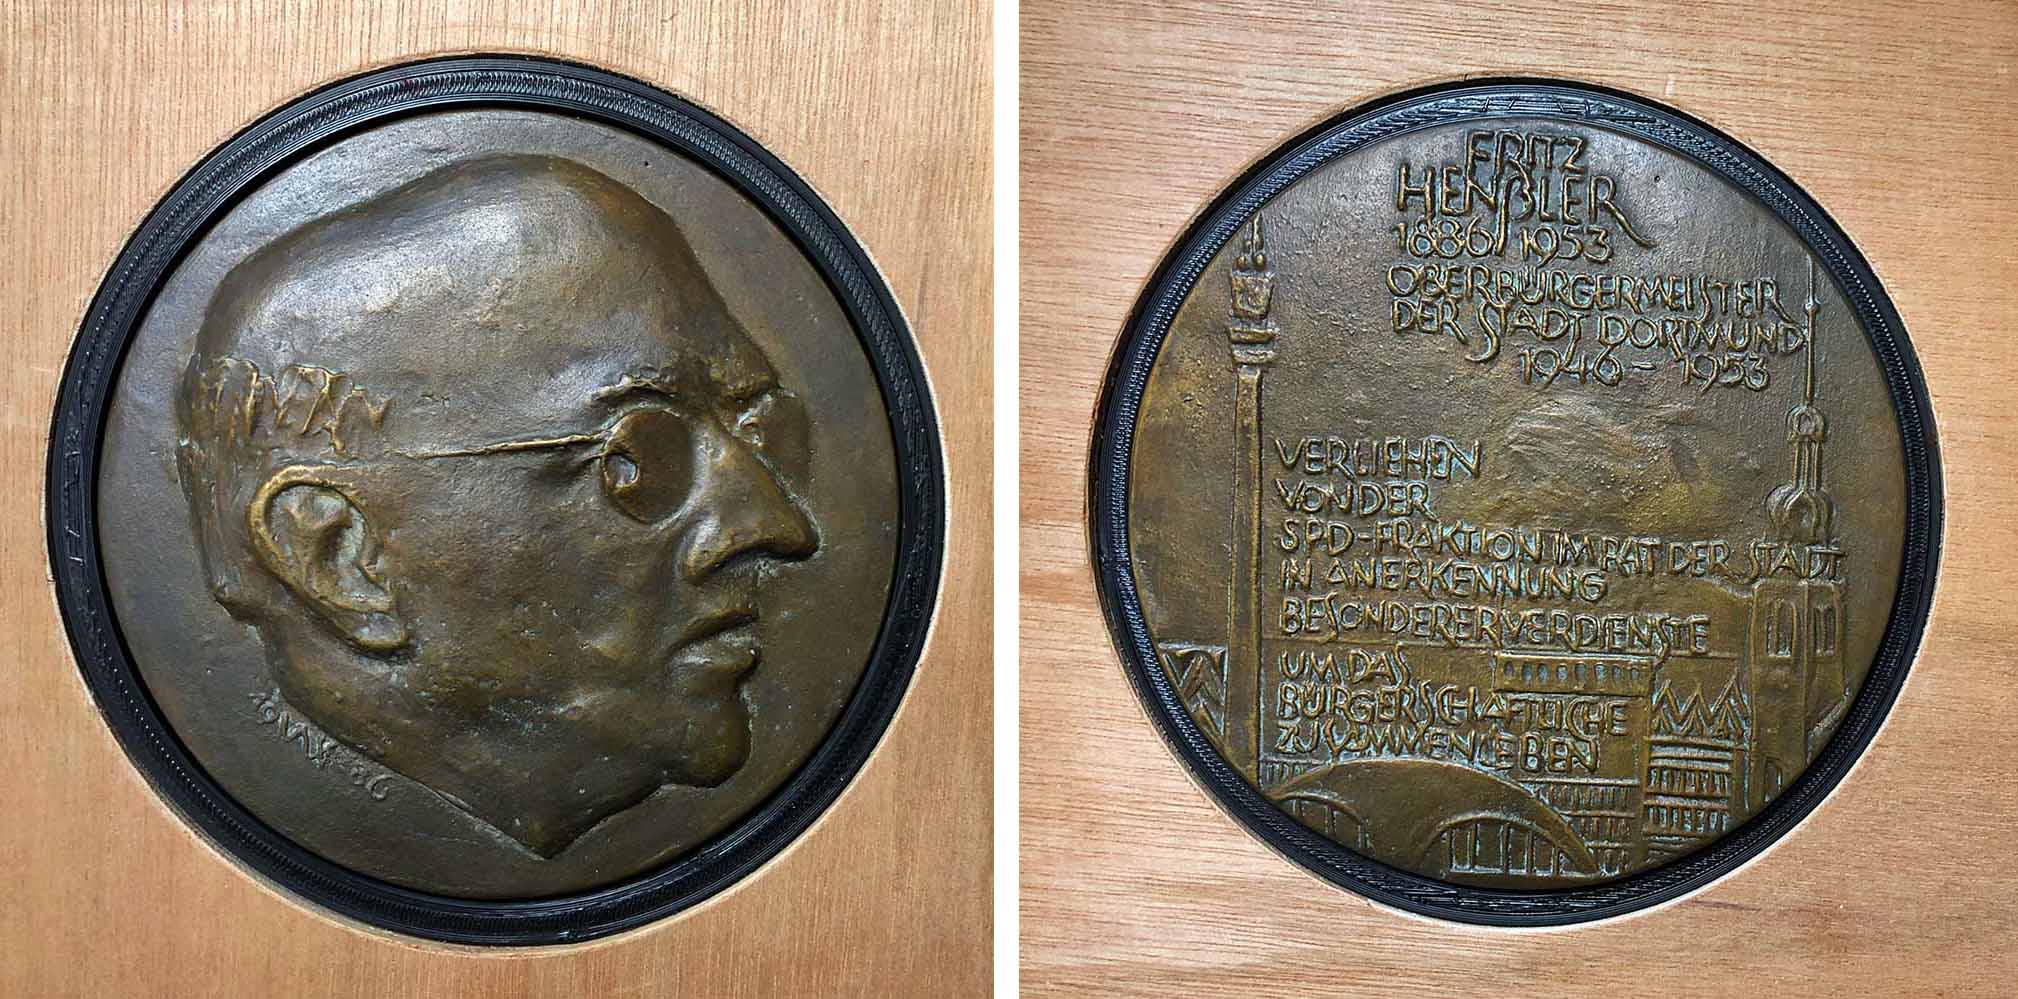 FRITZ
HENßLER
1886 / 1953
OBERBÜRGERMEISTER
DER STADT DORTMUND
1946 - 1953
VERLIEHEN
VON DER
SPD-FRAKTION IM RAT DER STADT
IN ANERKENNUNG
BESONDERER VERDIENSTE
UM DAS
BÜRGERSCHAFTLICHE
ZUSAMMENLEBEN